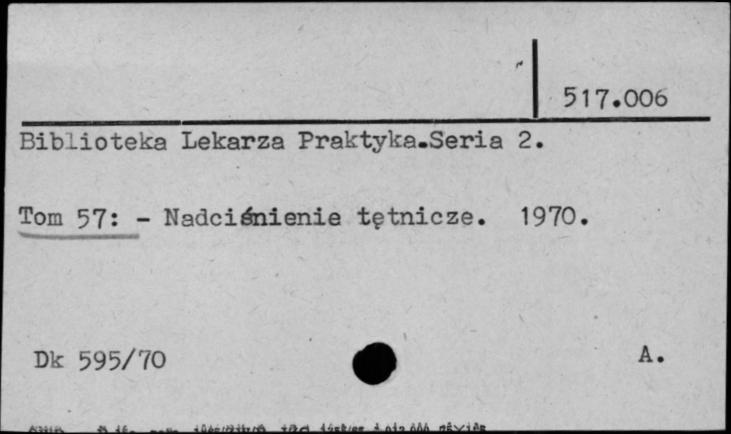 517.006
Biblioteka Lekarza Praktyka.Seria 2.
Tom 57: - Nadciśnienie tętnicze. 1970.
Dk 595/70
A.